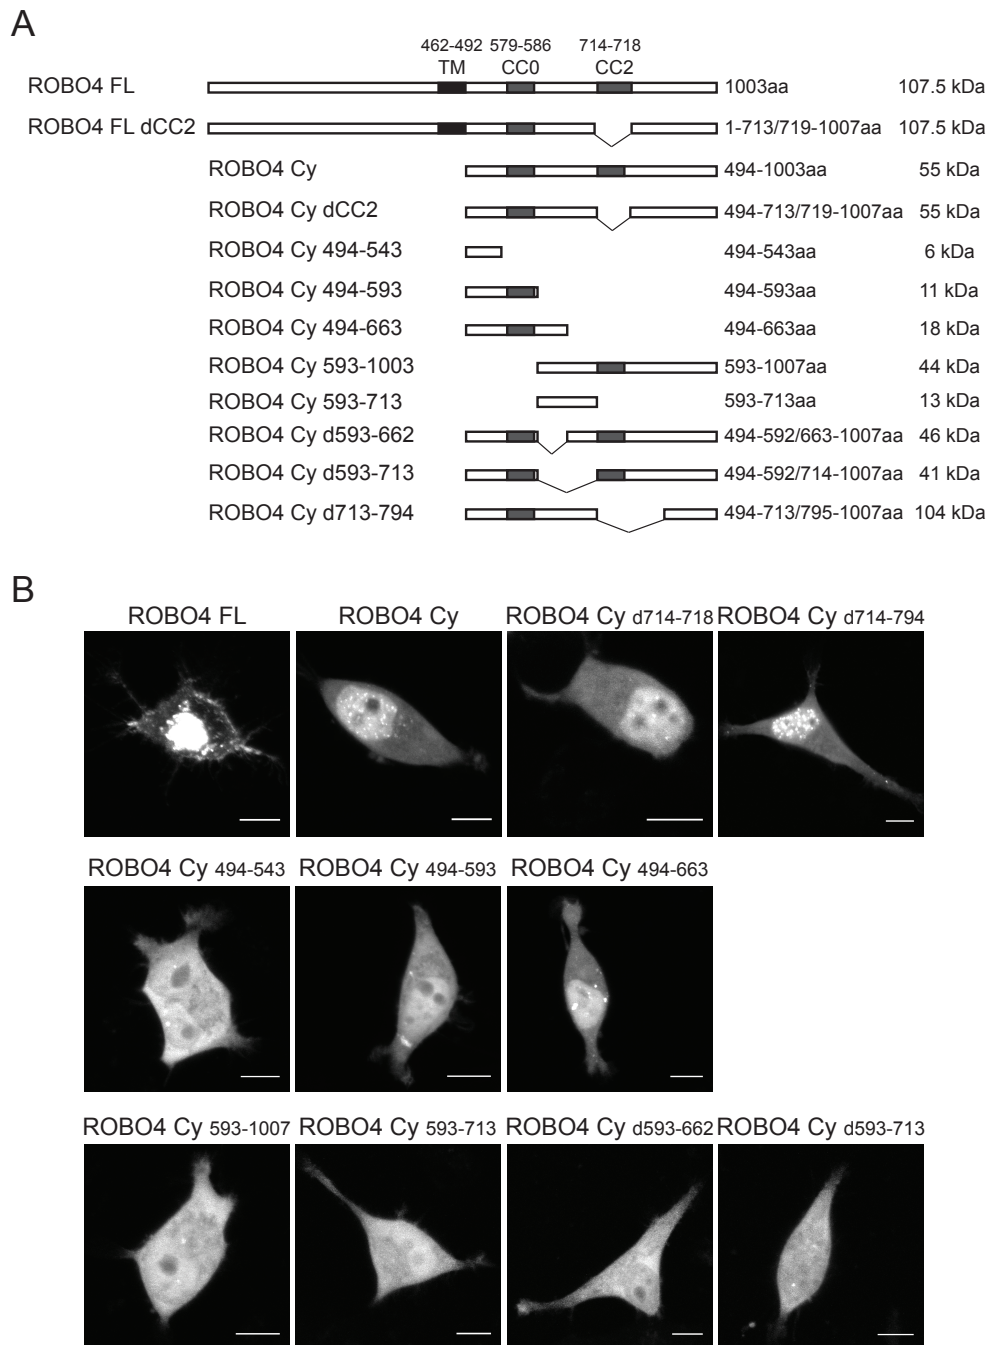 A
462-492 579-586 714-718
TM CC0 CC2
ROBO4 FL 1003aa 107.5 kDa
ROBO4 FL dCC2 1-713/719-1007aa 107.5 kDa
ROBO4 Cy 494-1003aa 55 kDa
ROBO4 Cy dCC2 494-713/719-1007aa 55 kDa
ROBO4 Cy 494-543 494-543aa 6 kDa
ROBO4 Cy 494-593 494-593aa 11 kDa
ROBO4 Cy 494-663 494-663aa 18 kDa
ROBO4 Cy 593-1003 593-1007aa 44 kDa
ROBO4 Cy 593-713 593-713aa 13 kDa
ROBO4 Cy d593-662 494-592/663-1007aa 46 kDa
ROBO4 Cy d593-713 494-592/714-1007aa 41 kDa
ROBO4 Cy d713-794 494-713/795-1007aa 104 kDa
B
ROBO4 FL ROBO4 Cy ROBO4 Cy d714-718 ROBO4 Cy d714-794
ROBO4 Cy 494-543 ROBO4 Cy 494-593 ROBO4 Cy 494-663
ROBO4 Cy 593-1007 ROBO4 Cy 593-713 ROBO4 Cy d593-662 ROBO4 Cy d593-713